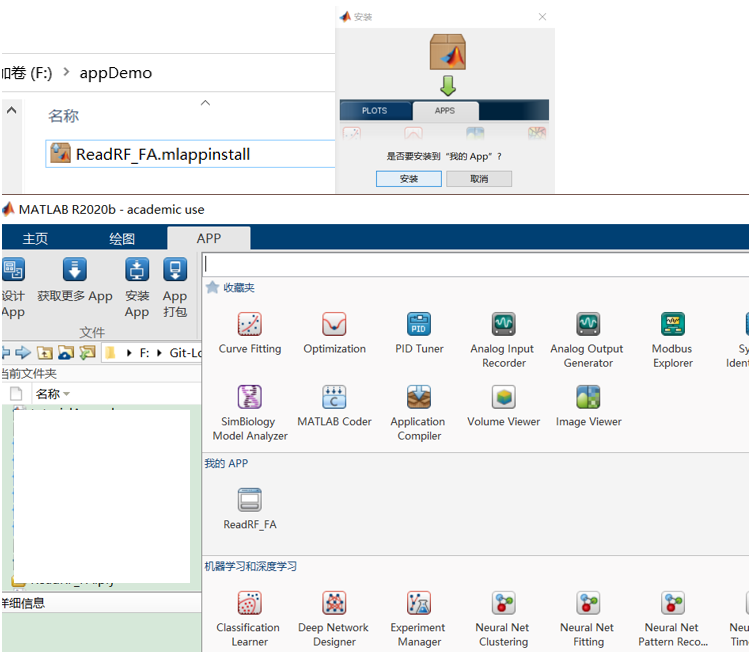 安装
加卷 (F:) > appDemo
名称
ReadRF_FA.mlappinstall
PLOTS
APPS
是否要安装到“我的 App”？
安装
取消
MATLAB R2020b - academic use
主页
绘图
APP
设计
App
获取更多 App
安装
App
App
打包
文件
F:
Git-Lo
当前文件夹
名称
详细信息
收藏夹
Curve Fitting
Optimization
PID Tuner
Analog Input
Recorder
Analog Output
Generator
Modbus
Explorer
Sy
Identi
SimBiology
Model Analyzer
MATLAB Coder
Application
Compiler
Volume Viewer
Image Viewer
我的 APP
ReadRF_FA
机器学习和深度学习
Classification
Learner
Deep Network
Designer
Experiment
Manager
Neural Net
Clustering
Neural Net
Fitting
Neural Net
Pattern Reco...
Neu
Tim